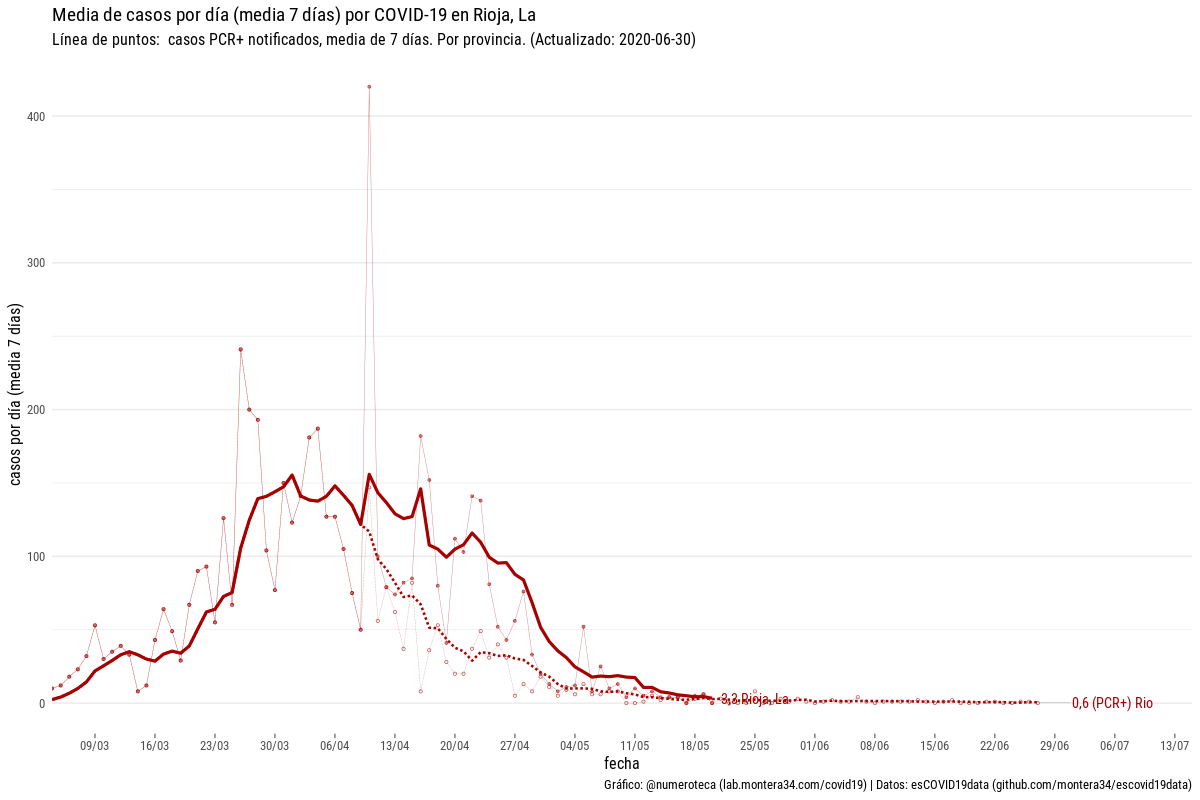 Media de casos por día (media 7 días) por COVID-19 en Rioja, La
Línea de puntos:  casos PCR+ notificados, media de 7 días. Por provincia. (Actualizado: 2020-06-30)
casos por día (media 7 días)
400
300
200
100
0
3,3 Rioja, La
0,6 (PCR+) Rio
09/03 16/03 23/03 30/03 06/04 13/04 20/04 27/04 04/05 11/05 18/05 25/05 01/06 08/06 15/06 22/06 29/06 06/07 13/07
fecha
Gráfico: @numeroteca (lab.montera34.com/covid19) | Datos: esCOVID19data (github.com/montera34/escovid19data)